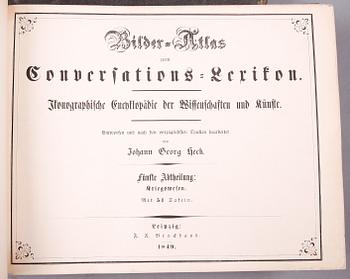 Bilder-Atlas
zum
Conversations-Lexikon.
Ikonographische Encyklopädie der Wissenschaften und Künste.
Entworfen und nach den vorzüglichsten Quellen bearbeitet
von
Johann Georg Heck.
Fünfte Abtheilung:
Kriegswesen.
Mit 51 Tafeln.
Leipzig:
F. A. Brockhaus.
1849.